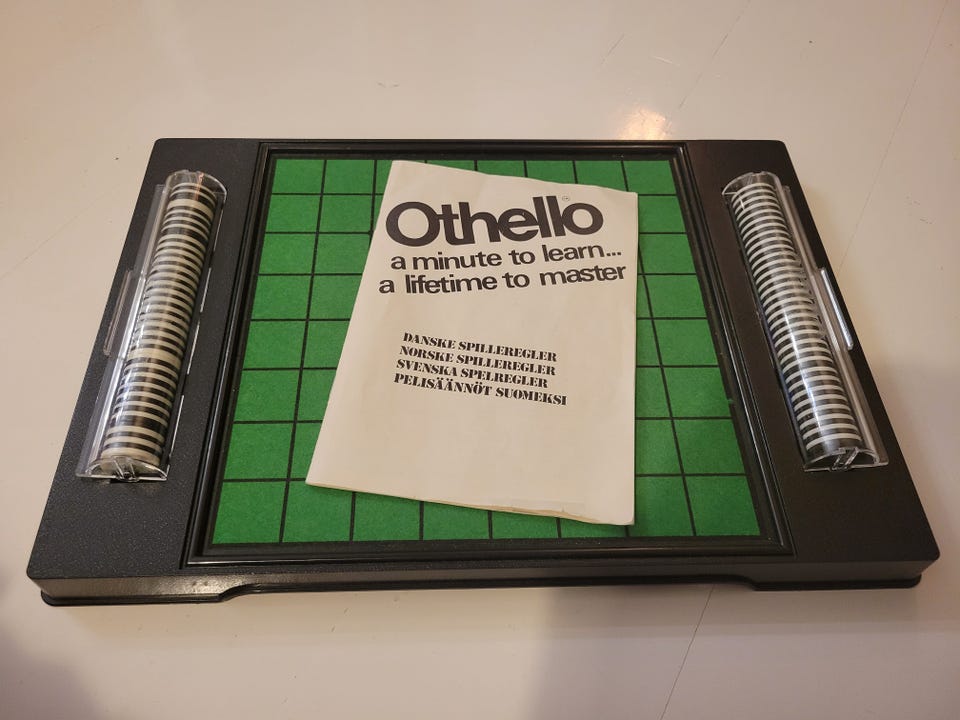 Othello
a minute to learn...
a lifetime to master
DANSKE SPILLEREGLER
NORSKE SPILLEREGLER
SVENSKA SPELREGLER
PELISÄÄNNÖT SUOMEKSI